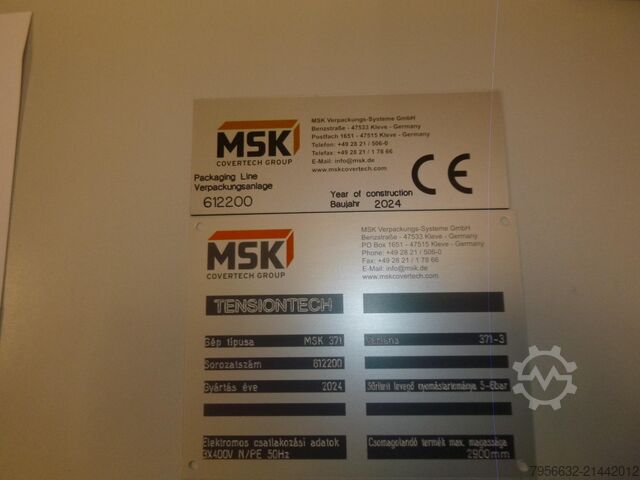 MSK
COVERTECH GROUP
MSK Verpackungs-Systeme GmbH
Benzstraße - 47533 Kleve - Germany
Postfach 1651 - 47515 Kleve - Germany
Telefon: +49 28 21 / 506-0
Telefax: +49 28 21 / 1 78 66
E-Mail: info@msk.de
www.mskcovertech.com
Packaging Line
Verpackungsanlage
612200
Year of construction
Baujahr 2024
CE
MSK
COVERTECH GROUP
MSK Verpackungs-Systeme GmbH
Benzstraße - 47533 Kleve - Germany
PO Box 1651 - 47515 Kleve - Germany
Phone: +49 28 21 / 506-0
Fax: +49 28 21 / 1 78 66
E-Mail: info@msk.de
www.mskcovertech.com
TENSIONTECH
Gép típusa MSK 371
371-3
Sorozatszám 612200
Gyártás éve 2024
Sűrített levegő nyomástartománya 5-6bar
Elektromos csatlakozási adatok
3X400V N/PE 50Hz
Csomagolandó termék max. magassága
2900mm
7956632-21442012